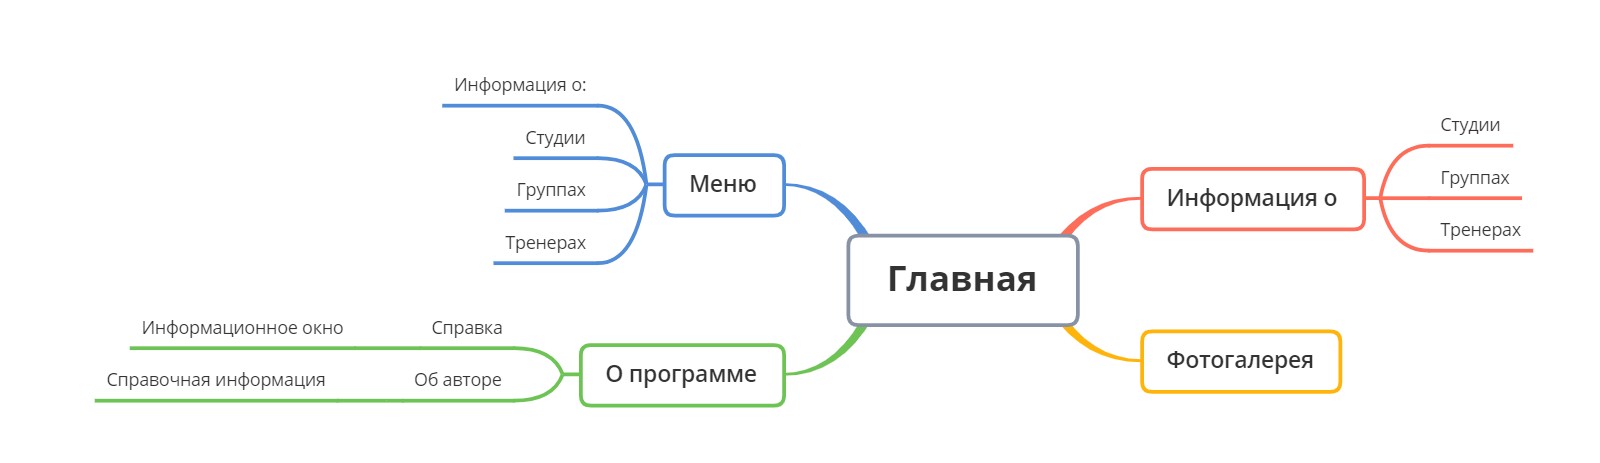 Информация о:
Студии
Группах
Тренерах
Меню
Информационное окно
Справка
Справочная информация
Об авторе
О программе
Главная
Информация о
Студии
Группах
Тренерах
Фотогалерея